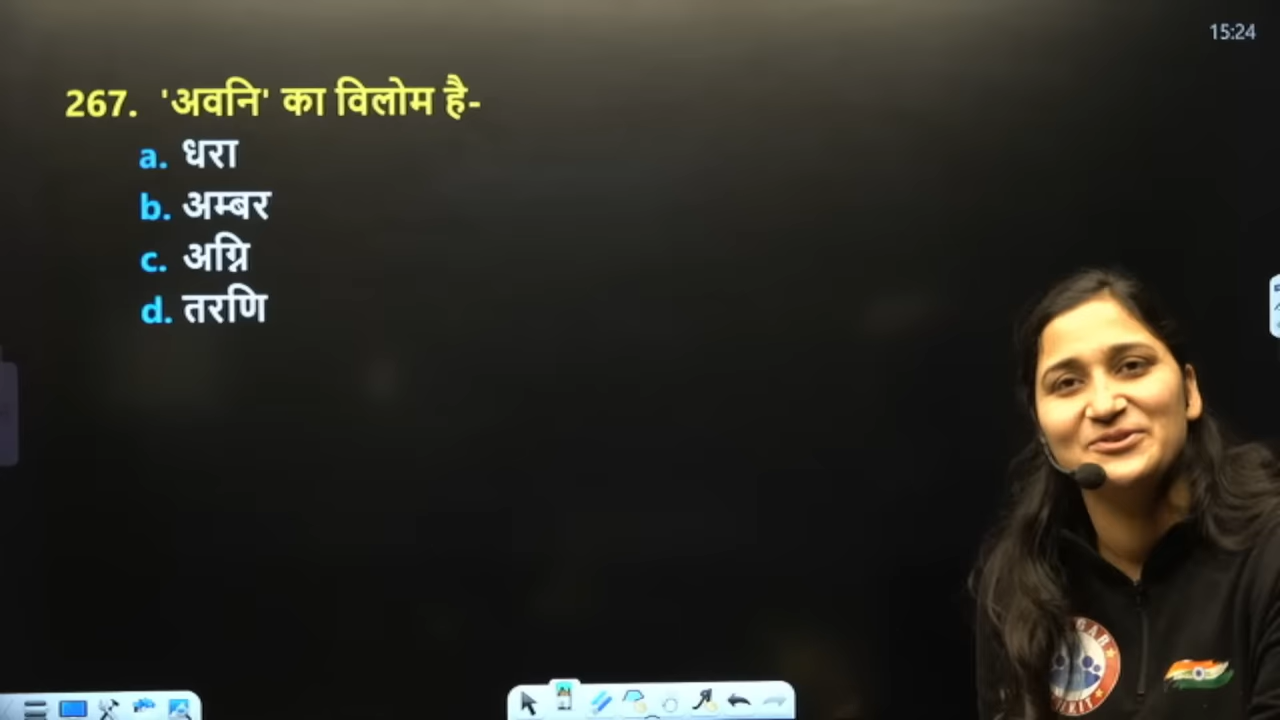 15:24
267. 'अवनि' का विलोम है-
a. धरा
b. अम्बर
c. अग्नि
d. तरणि